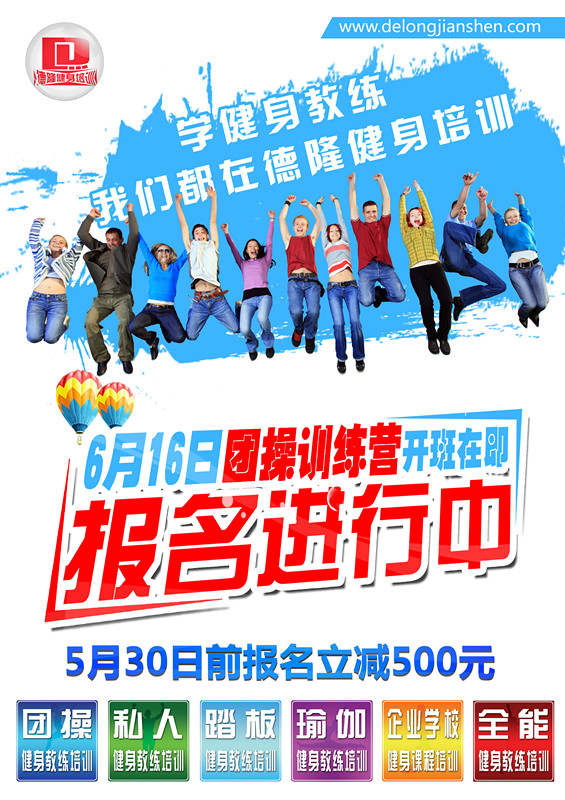 www.delongjianshen.com
德隆健身培训
学健身教练
我们都在德隆健身培训
6月16日团操训练营开班在即
报名进行中
5月30日前报名立减500元
团操
健身教练培训
私人
健身教练培训
踏板
健身教练培训
瑜伽
健身教练培训
企业学校
健身课程培训
全能
健身教练培训